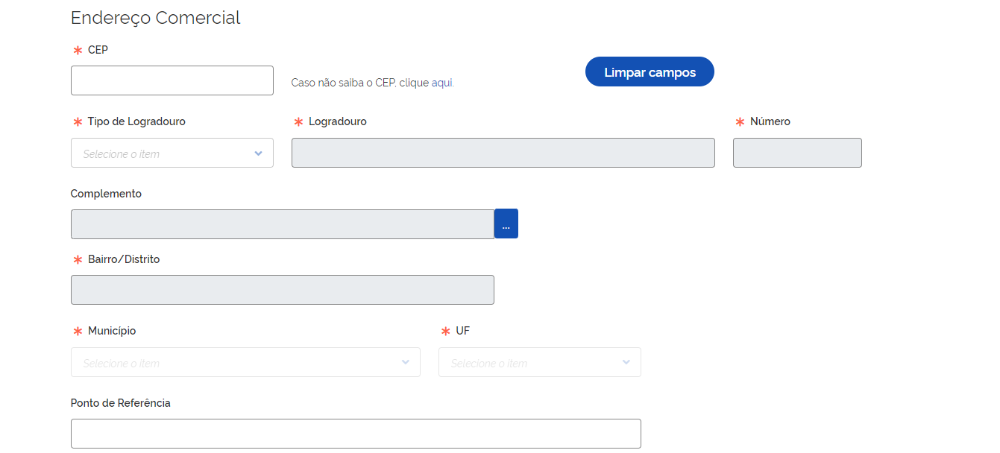 Endereço Comercial
* CEP
Caso não saiba o CEP, clique aqui.
Limpar campos
* Tipo de Logradouro * Logradouro * Número
Selecione o item
Complemento
...
* Bairro/Distrito
* Município * UF
Selecione o item Selecione o item
Ponto de Referência